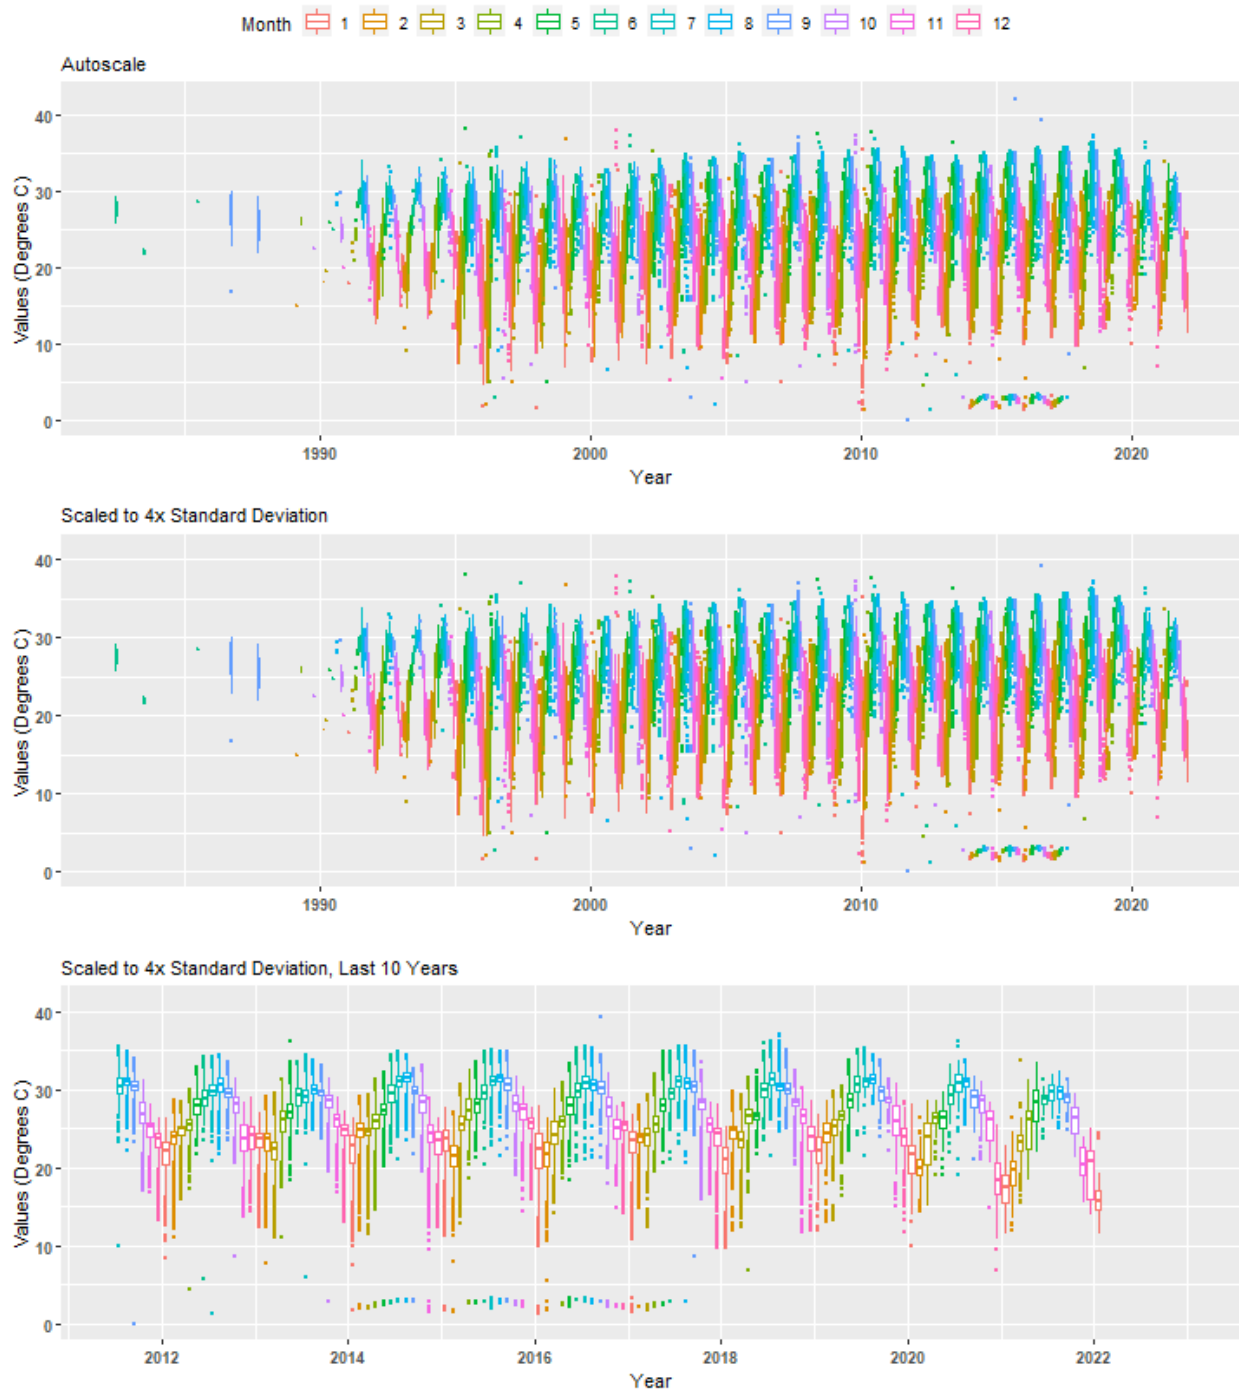 Month 1 2 3 4 5 6 7 8 9 10 11 12
Autoscale
Values (Degrees C)
40
30
20
10
0
1990 2000 2010 2020
Year
Scaled to 4x Standard Deviation
Values (Degrees C)
40
30
20
10
0
1990 2000 2010 2020
Year
Scaled to 4x Standard Deviation, Last 10 Years
Values (Degrees C)
40
30
20
10
0
2012 2014 2016 2018 2020 2022
Year